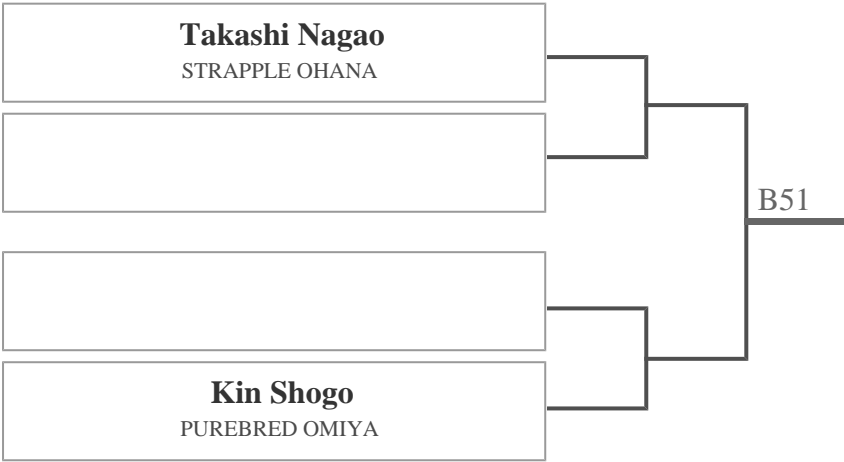 Takashi Nagao
STRAPPLE OHANA
B51
Kin Shogo
PUREBRED OMIYA